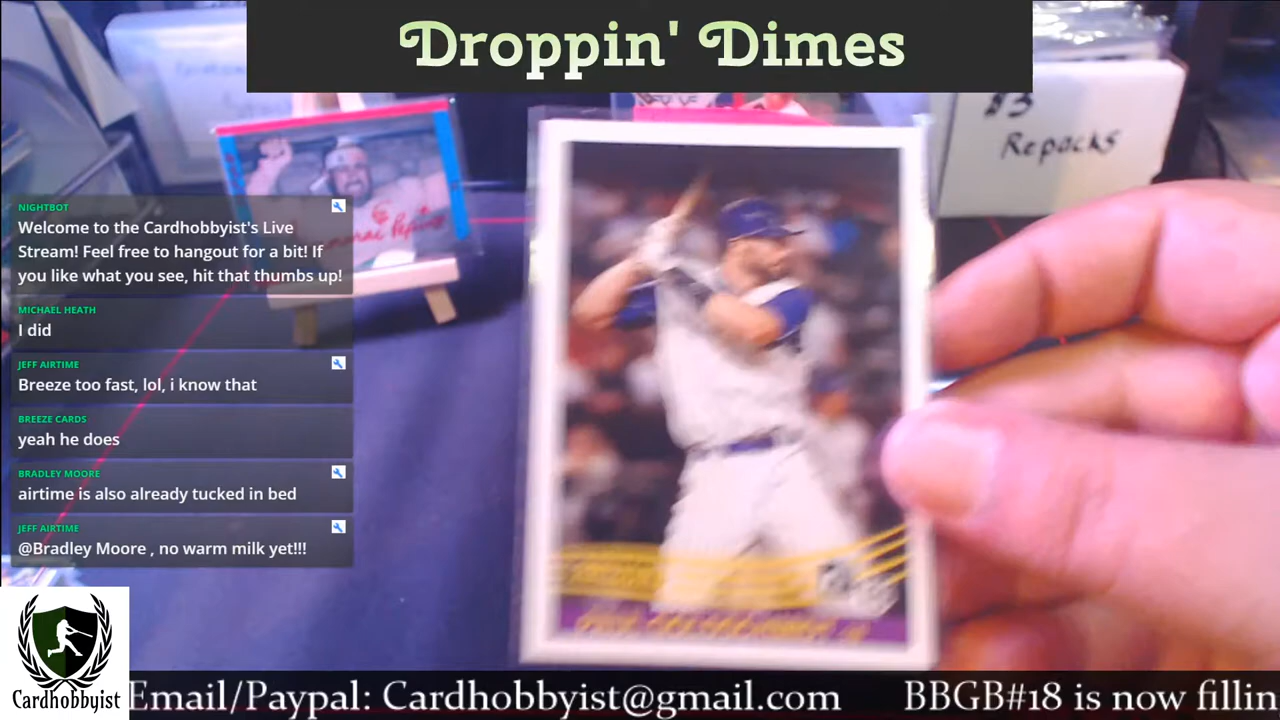 Droppin' Dimes
$3
Repacks
NIGHTBOT
Welcome to the Cardhobbyist's Live
Stream! Feel free to hangout for a bit! If
you like what you see, hit that thumbs up!
MICHAEL HEATH
I did
JEFF AIRTIME
Breeze too fast, lol, i know that
BREEZE CARDS
yeah he does
BRADLEY MOORE
airtime is also already tucked in bed
JEFF AIRTIME
@Bradley Moore , no warm milk yet!!!
Cardhobbyist
Email/Paypal: Cardhobbyist@gmail.com
BBGB#18 is now fillin